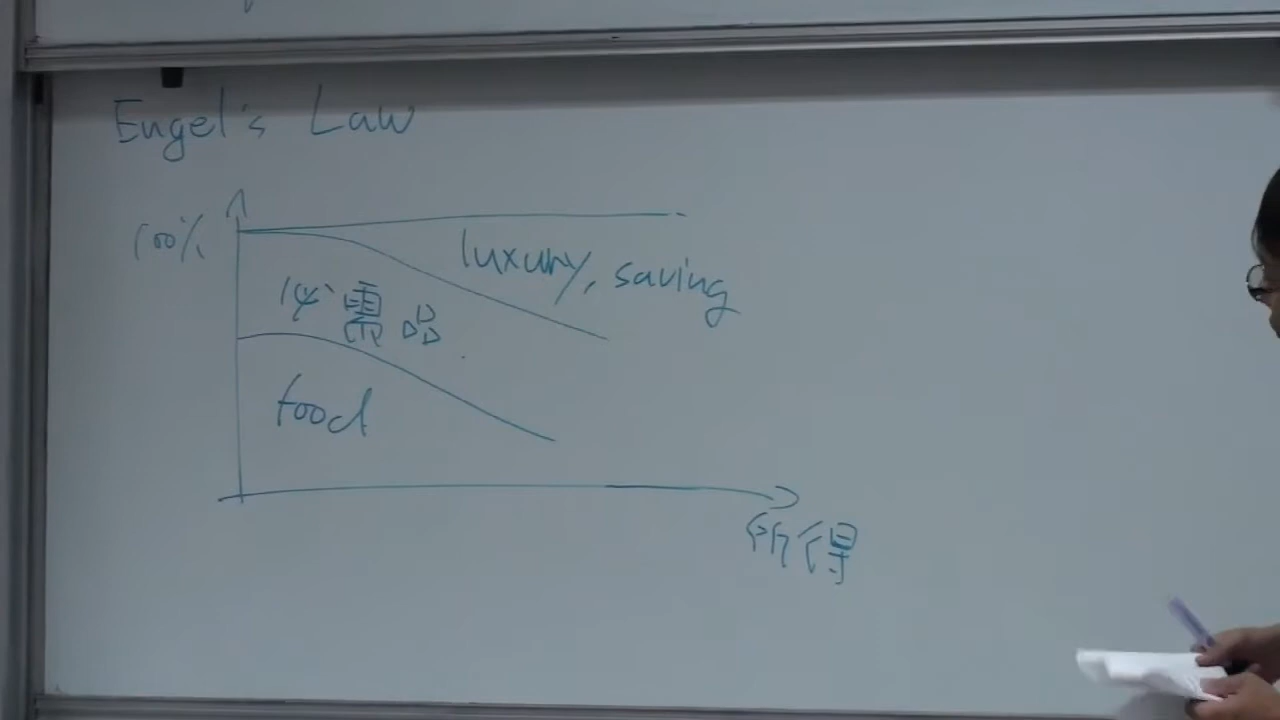 Engel's Law
100%
luxury, saving
必需品
food
所得